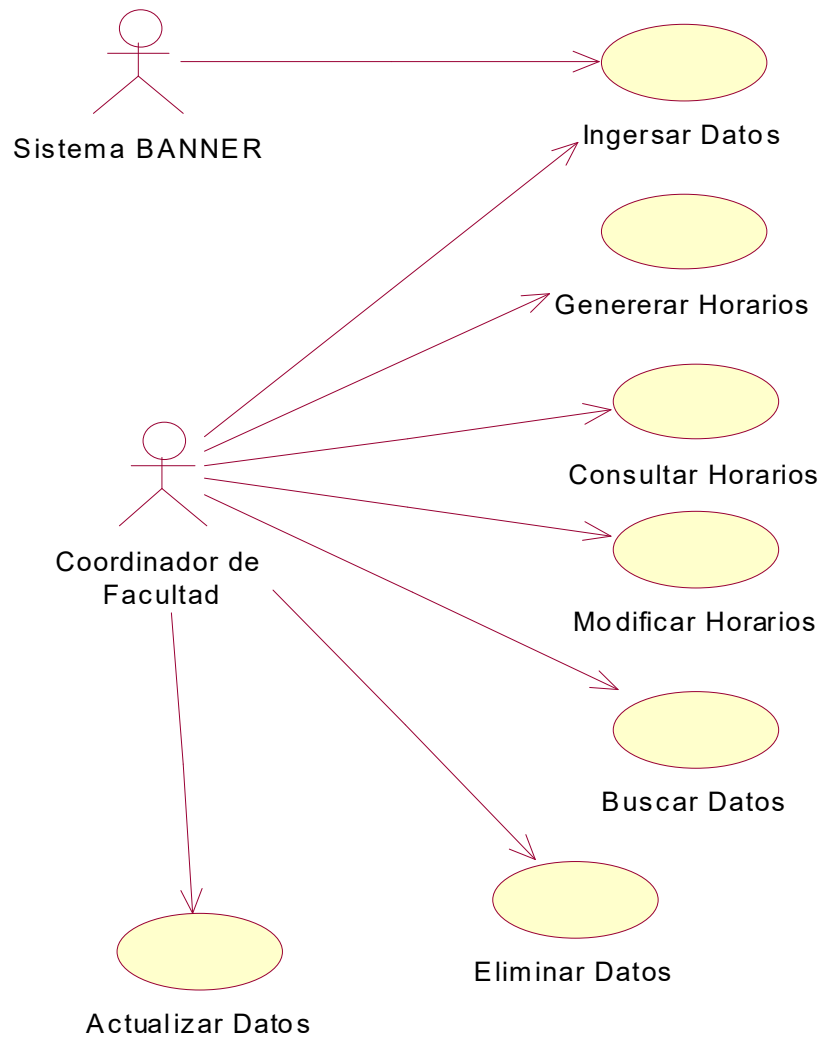 Sistema BANNER
Ingersar Datos
Genererar Horarios
Consultar Horarios
Coordinador de
Facultad
Modificar Horarios
Buscar Datos
Eliminar Datos
Actualizar Datos